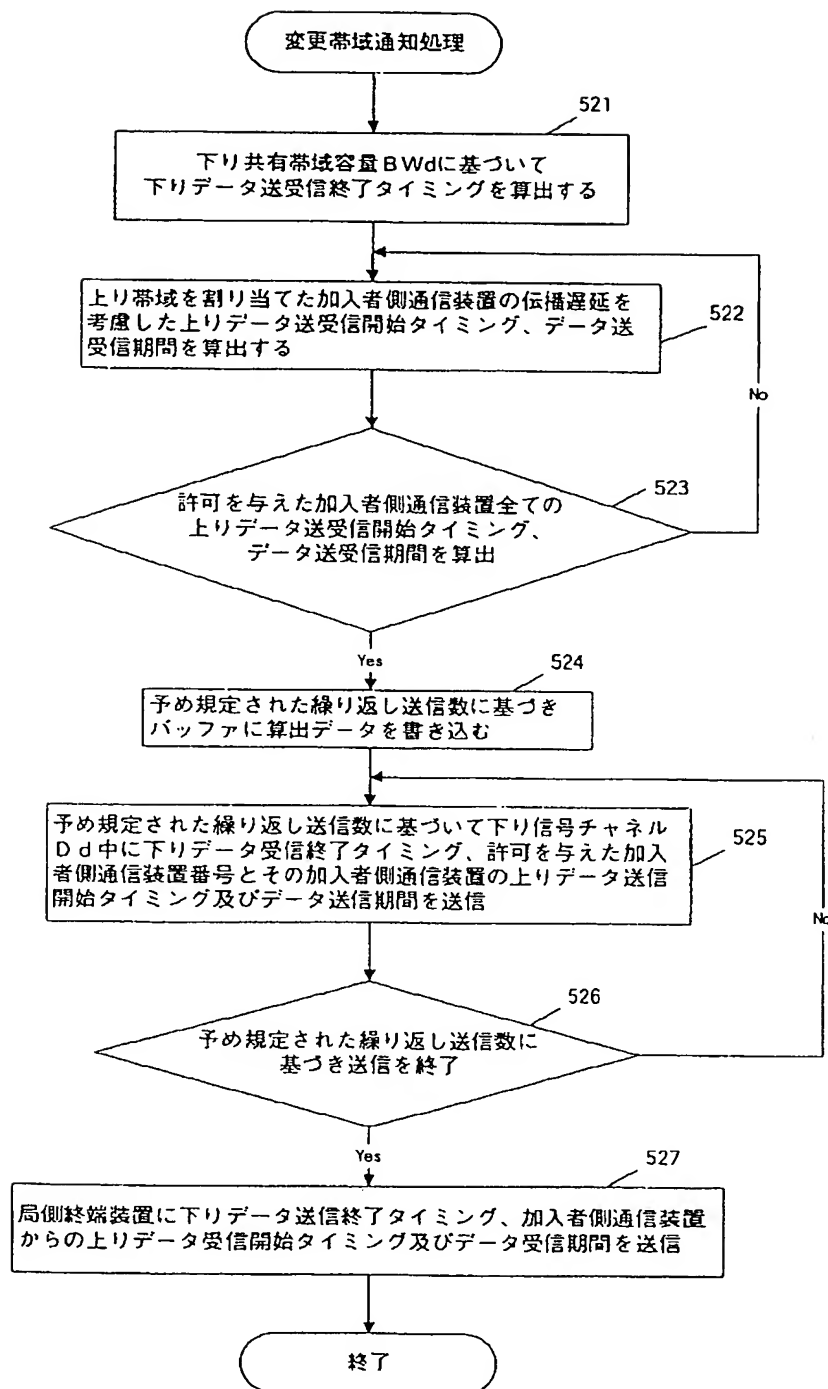 変更帯域通知処理
521
下り共有帯域容量BWdに基づいて
下りデータ送受信終了タイミングを算出する
上り帯域を割り当てた加入者側通信装置の伝播遅延を
考慮した上りデータ送受信開始タイミング、データ送
受信期間を算出する
522
No
523
許可を与えた加入者側通信装置全ての
上りデータ送受信開始タイミング、
データ送受信期間を算出
Yes
524
予め規定された繰り返し送信数に基づき
バッファに算出データを書き込む
予め規定された繰り返し送信数に基づいて下り信号チャネル
Dd中に下りデータ受信終了タイミング、許可を与えた加入
者側通信装置番号とその加入者側通信装置の上りデータ送信
開始タイミング及びデータ送信期間を送信
525
No
526
予め規定された繰り返し送信数に
基づき送信を終了
Yes
527
局側終端装置に下りデータ送信終了タイミング、加入者側通信装置
からの上りデータ受信開始タイミング及びデータ受信期間を送信
終了